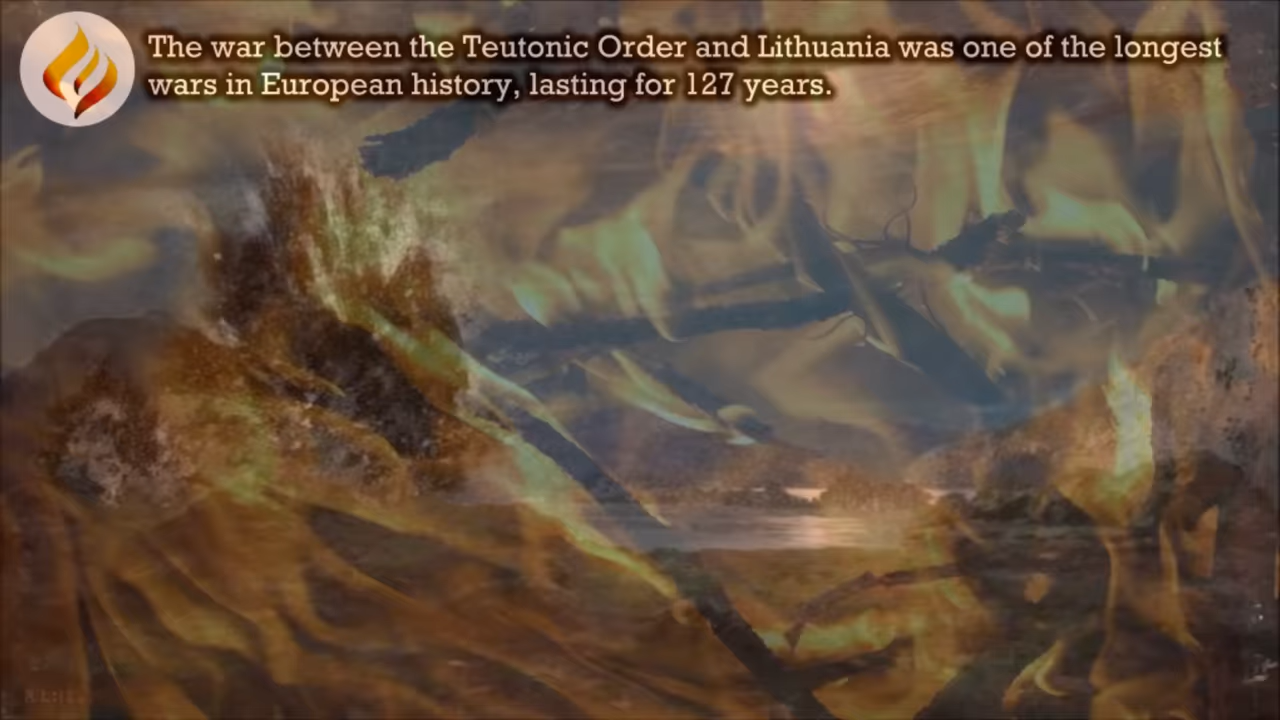 The war between the Teutonic Order and Lithuania was one of the longest
wars in European history, lasting for 127 years.